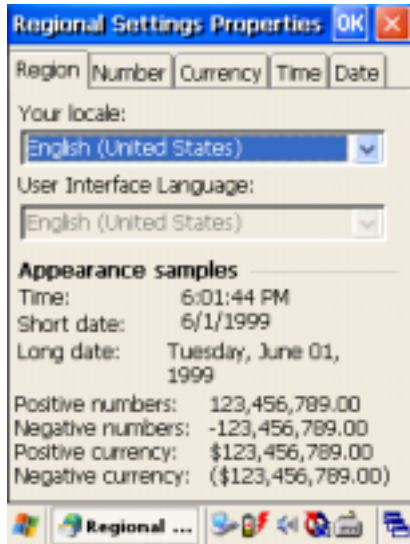 Regional Settings Properties OK
Region Number Currency Time Date
Your locale:
English (United States)
User Interface Language:
English (United States)
Appearance samples
Time: 6:01:44 PM
Short date: 6/1/1999
Long date: Tuesday, June 01,
1999
Positive numbers: 123,456,789.00
Negative numbers: -123,456,789.00
Positive currency: $123,456,789.00
Negative currency: ($123,456,789.00)
Regional ...